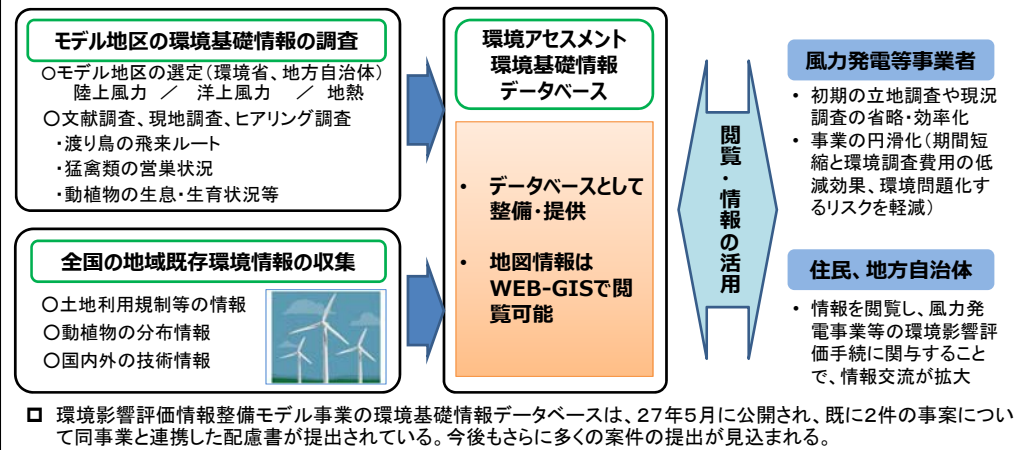 モデル地区の環境基礎情報の調査
○モデル地区の選定(環境省、地方自治体)
陸上風力 ／ 洋上風力 ／ 地熱
○文献調査、現地調査、ヒアリング調査
・渡り鳥の飛来ルート
・猛禽類の営巣状況
・動植物の生息・生育状況等
全国の地域既存環境情報の収集
○土地利用規制等の情報
○動植物の分布情報
○国内外の技術情報
環境アセスメント
環境基礎情報
データベース
• データベースとして
整備・提供
• 地図情報は
WEB-GISで閲
覧可能
閲覧・情報の活用
風力発電等事業者
• 初期の立地調査や現況
調査の省略・効率化
• 事業の円滑化(期間短
縮と環境調査費用の低
減効果、環境問題化す
るリスクを軽減)
住民、地方自治体
• 情報を閲覧し、風力発
電事業等の環境影響評
価手続に関与すること
で、情報交流が拡大
□ 環境影響評価情報整備モデル事業の環境基礎情報データベースは、27年5月に公開され、既に2件の事案につい
て同事業と連携した配慮書が提出されている。今後もさらに多くの案件の提出が見込まれる。